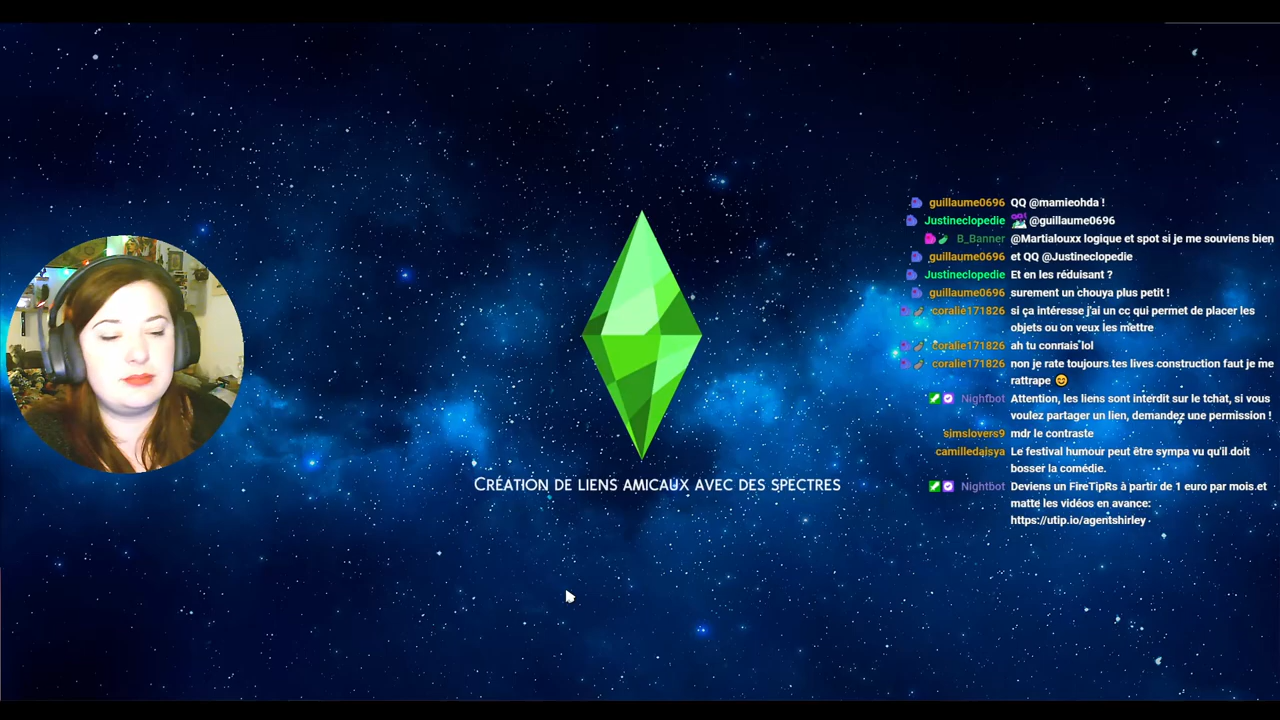 guillaume0696 QQ @mamieohda !
Justineclopedie @guillaume0696
B_Banner @Martialouxx logique et spot si je me souviens bien
guillaume0696 et QQ @Justineclopedie
Justineclopedie Et en les réduisant ?
guillaume0696 surement un chouya plus petit !
coralie171826 si ça intéresse j'ai un cc qui permet de placer les
objets ou on veux les mettre
coralie171826 ah tu connais lol
coralie171826 non je rate toujours tes lives construction faut je me
rattrape 😊
Nightbot Attention, les liens sont interdit sur le tchat, si vous
voulez partager un lien, demandez une permission !
simslovers9 mdr le contraste
camilledaisya Le festival humour peut être sympa vu qu'il doit
bosser la comédie.
Nightbot Deviens un FireTipRs à partir de 1 euro par mois et
matte les vidéos en avance:
https://utip.io/agentshirley
Création de liens amicaux avec des spectres